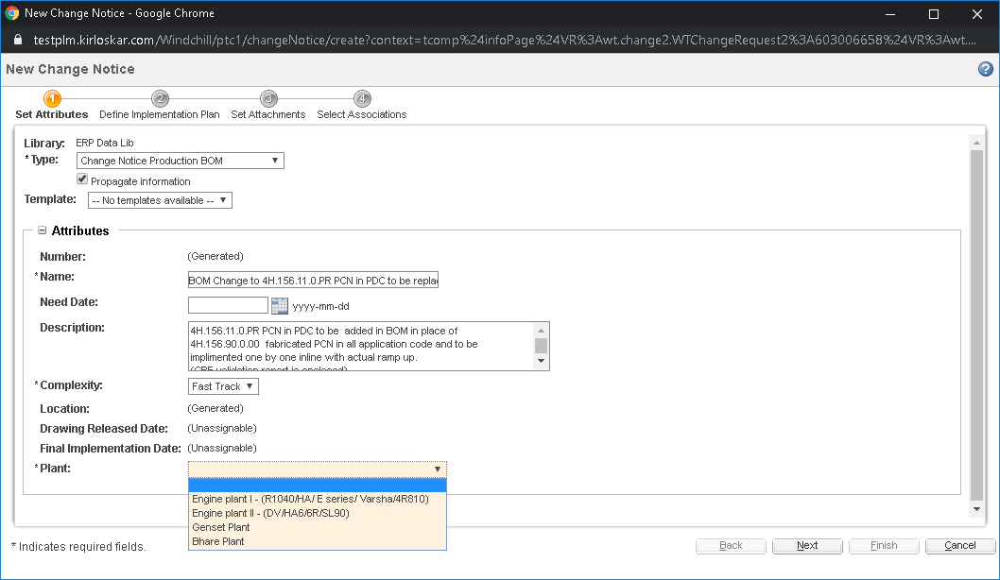 New Change Notice - Google Chrome
testplm.kirloskar.com/Windchill/ptc1/changeNotice/create?context=tcomp%24infoPage%24VR%3Awt.change2.WTChangeRequest2%3A603006658%24VR%3Awt....
New Change Notice
?
1 2 3 4
Set Attributes Define Implementation Plan Set Attachments Select Associations
Library: ERP Data Lib
* Type: Change Notice Production BOM
Propagate information
Template: -- No templates available --
Attributes
Number: (Generated)
* Name: BOM Change to 4H.156.11.0.PR PCN in PDC to be repla
Need Date: yyyy-mm-dd
Description: 4H.156.11.0.PR PCN in PDC to be added in BOM in place of
4H.156.90.0.00 fabricated PCN in all application code and to be
implimented one by one inline with actual ramp up.
* Complexity: Fast Track
Location: (Generated)
Drawing Released Date: (Unassignable)
Final Implementation Date: (Unassignable)
* Plant:
Engine plant I - (R1040/HA/ E series/ Varsha/4R810)
Engine plant II - (DV/HA6/6R/SL90)
Genset Plant
Bhare Plant
* Indicates required fields.
Back Next Finish Cancel